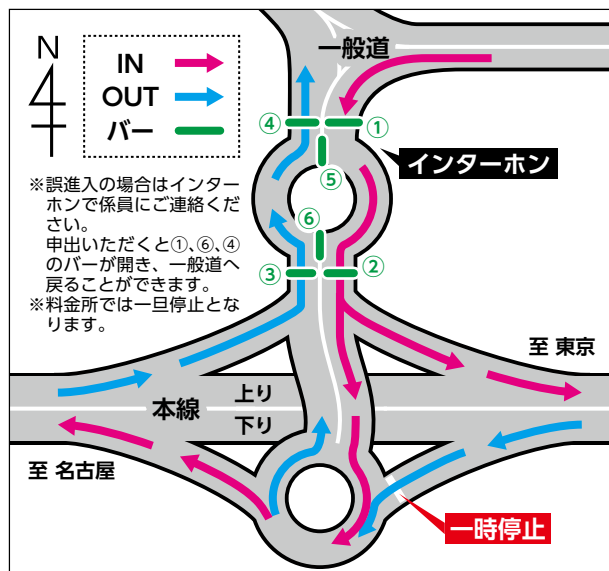 N
IN
OUT
バー
一般道
④
①
⑤
インターホン
※誤進入の場合はインター
ホンで係員にご連絡くだ
さい。
申出いただくと①、⑥、④
のバーが開き、一般道へ
戻ることができます。
※料金所では一旦停止とな
ります。
⑥
③
②
至 東京
本線
上り
下り
至 名古屋
一時停止